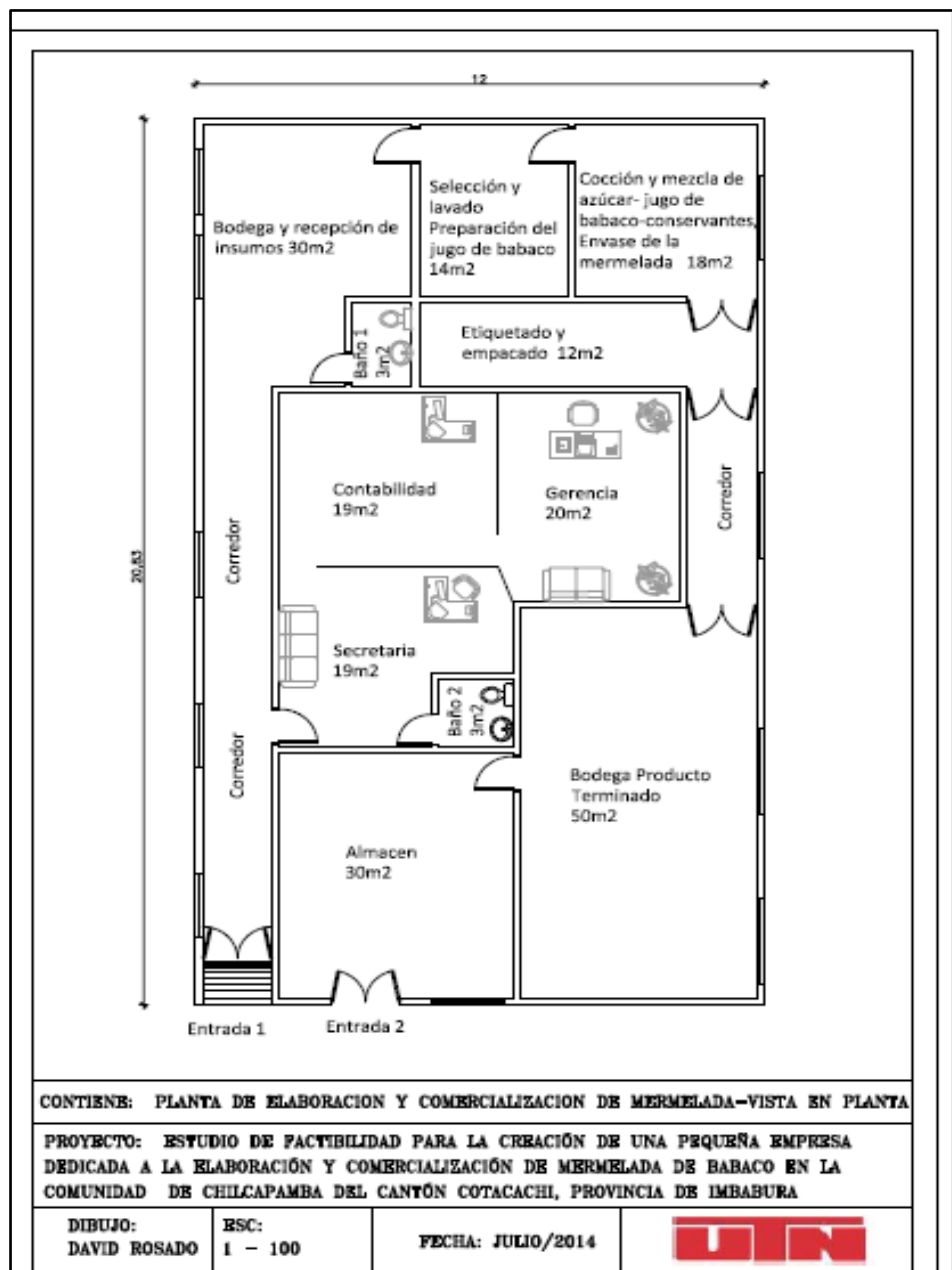 12
20,83
Bodega y recepción de
insumos 30m2
Selección y
lavado
Preparación del
jugo de babaco
14m2
Cocción y mezcla de
azúcar- jugo de
babaco-conservantes,
Envase de la
mermelada 18m2
Baño 1
3m2
Etiquetado y
empacado 12m2
Contabilidad
19m2
Gerencia
20m2
Corredor
Corredor
Secretaria
19m2
Baño 2
3m2
Corredor
Bodega Producto
Terminado
50m2
Almacen
30m2
Entrada 1
Entrada 2
CONTIENE: PLANTA DE ELABORACION Y COMERCIALIZACION DE MERMELADA-VISTA EN PLANTA
PROYECTO: ESTUDIO DE FACTIBILIDAD PARA LA CREACIÓN DE UNA PEQUEÑA EMPRESA
DEDICADA A LA ELABORACIÓN Y COMERCIALIZACIÓN DE MERMELADA DE BABACO EN LA
COMUNIDAD DE CHILCAPAMBA DEL CANTÓN COTACACHI, PROVINCIA DE IMBABURA
DIBUJO:
DAVID ROSADO
ESC:
1 - 100
FECHA: JULIO/2014
UTN